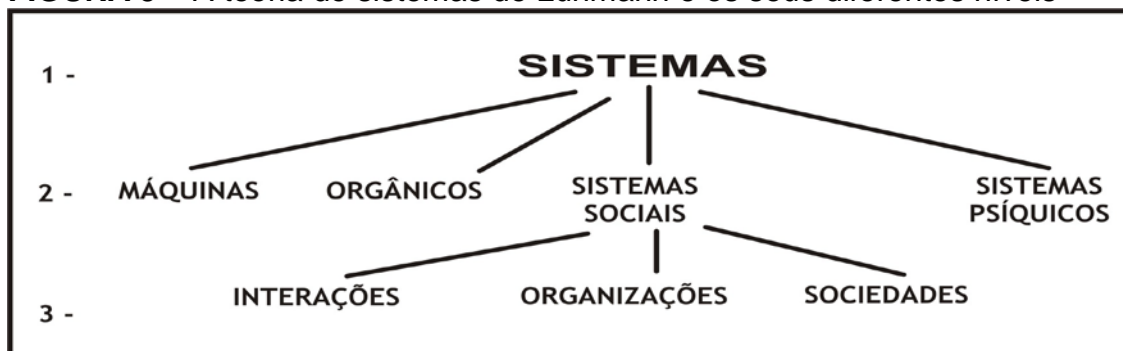 FIGURA 3 – A teoria de sistemas de Luhmann e os seus diferentes níveis
1 - SISTEMAS
2 - MÁQUINAS ORGÂNICOS SISTEMAS SOCIAIS SISTEMAS PSÍQUICOS
INTERAÇÕES ORGANIZAÇÕES SOCIEDADES
3 -